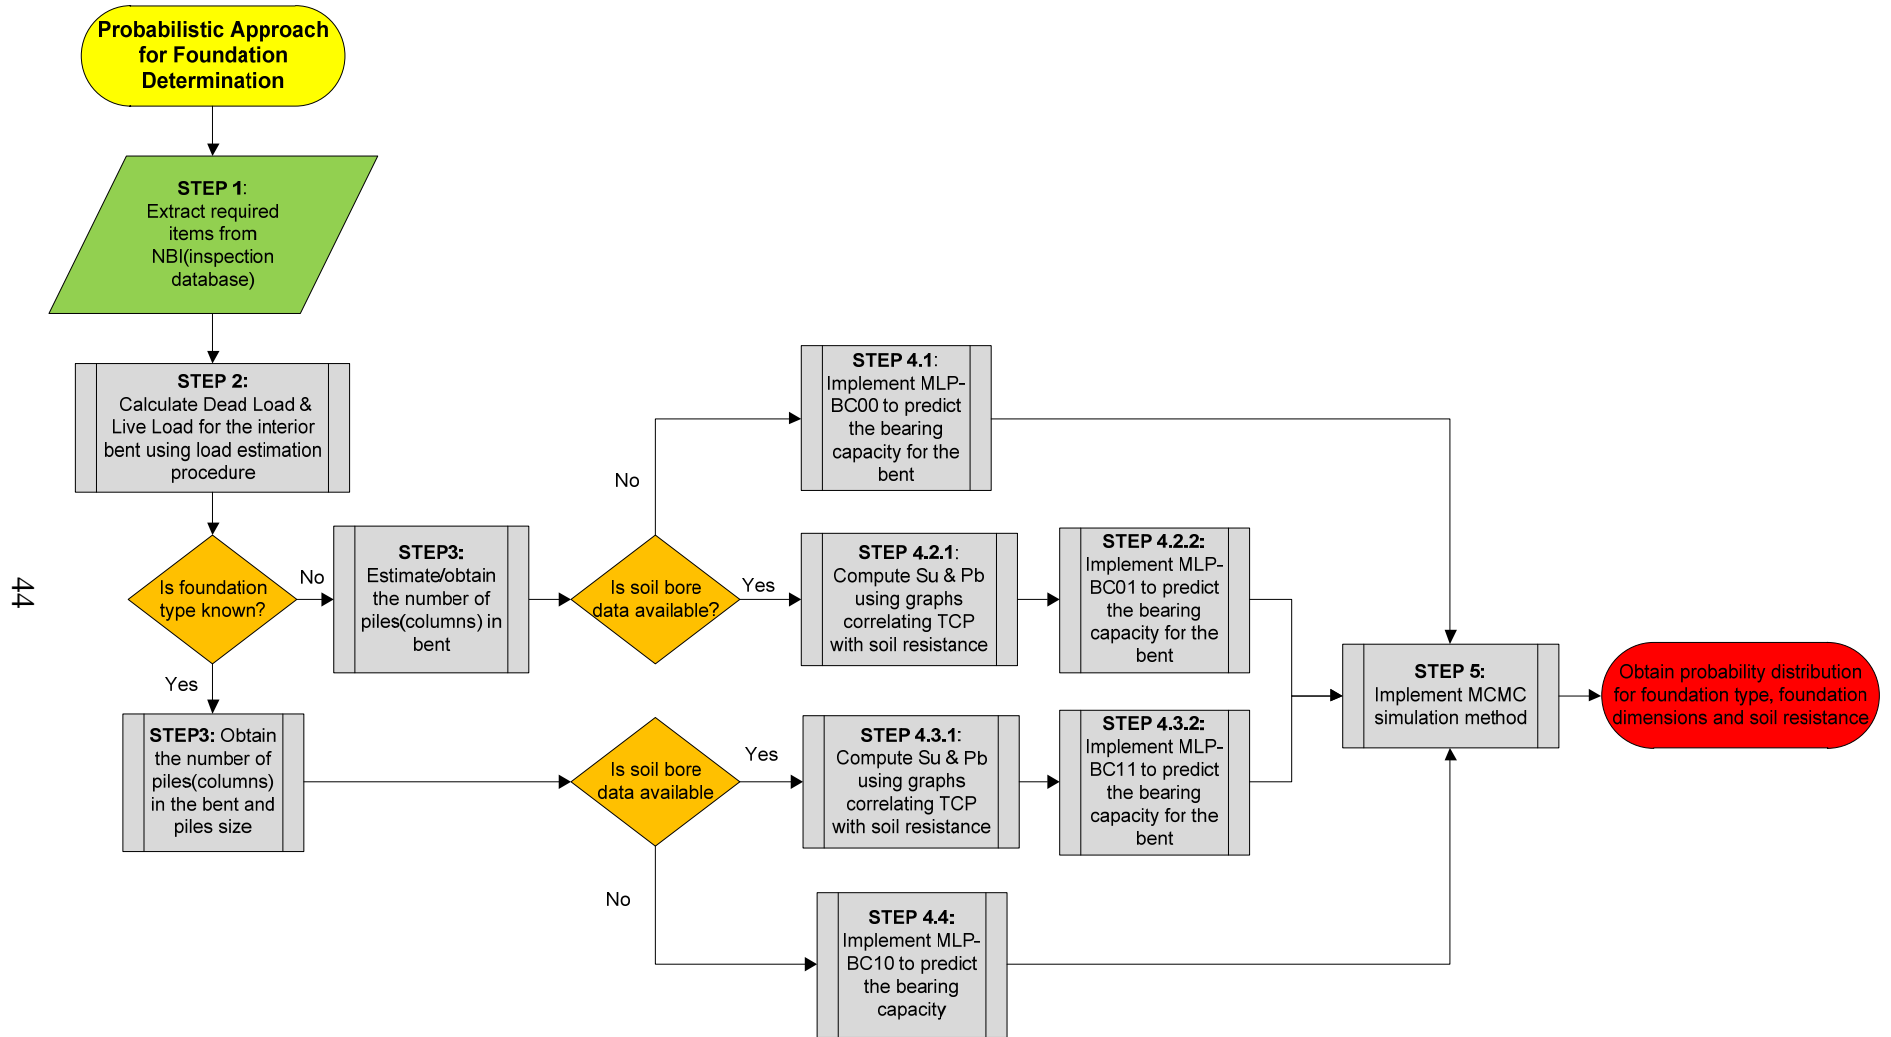 Probabilistic Approach
for Foundation
Determination
STEP 1:
Extract required
items from
NBI(inspection
database)
STEP 2:
Calculate Dead Load &
Live Load for the interior
bent using load estimation
procedure
Is foundation
type known?
No
Yes
STEP3:
Estimate/obtain
the number of
piles(columns) in
bent
STEP3: Obtain
the number of
piles(columns)
in the bent and
piles size
Is soil bore
data available?
No
Yes
STEP 4.1:
Implement MLP-
BC00 to predict
the bearing
capacity for the
bent
STEP 4.2.1:
Compute Su & Pb
using graphs
correlating TCP
with soil resistance
STEP 4.2.2:
Implement MLP-
BC01 to predict
the bearing
capacity for the
bent
Is soil bore
data available
Yes
No
STEP 4.3.1:
Compute Su & Pb
using graphs
correlating TCP
with soil resistance
STEP 4.3.2:
Implement MLP-
BC11 to predict
the bearing
capacity for the
bent
STEP 4.4:
Implement MLP-
BC10 to predict
the bearing
capacity
STEP 5:
Implement MCMC
simulation method
Obtain probability distribution
for foundation type, foundation
dimensions and soil resistance
44